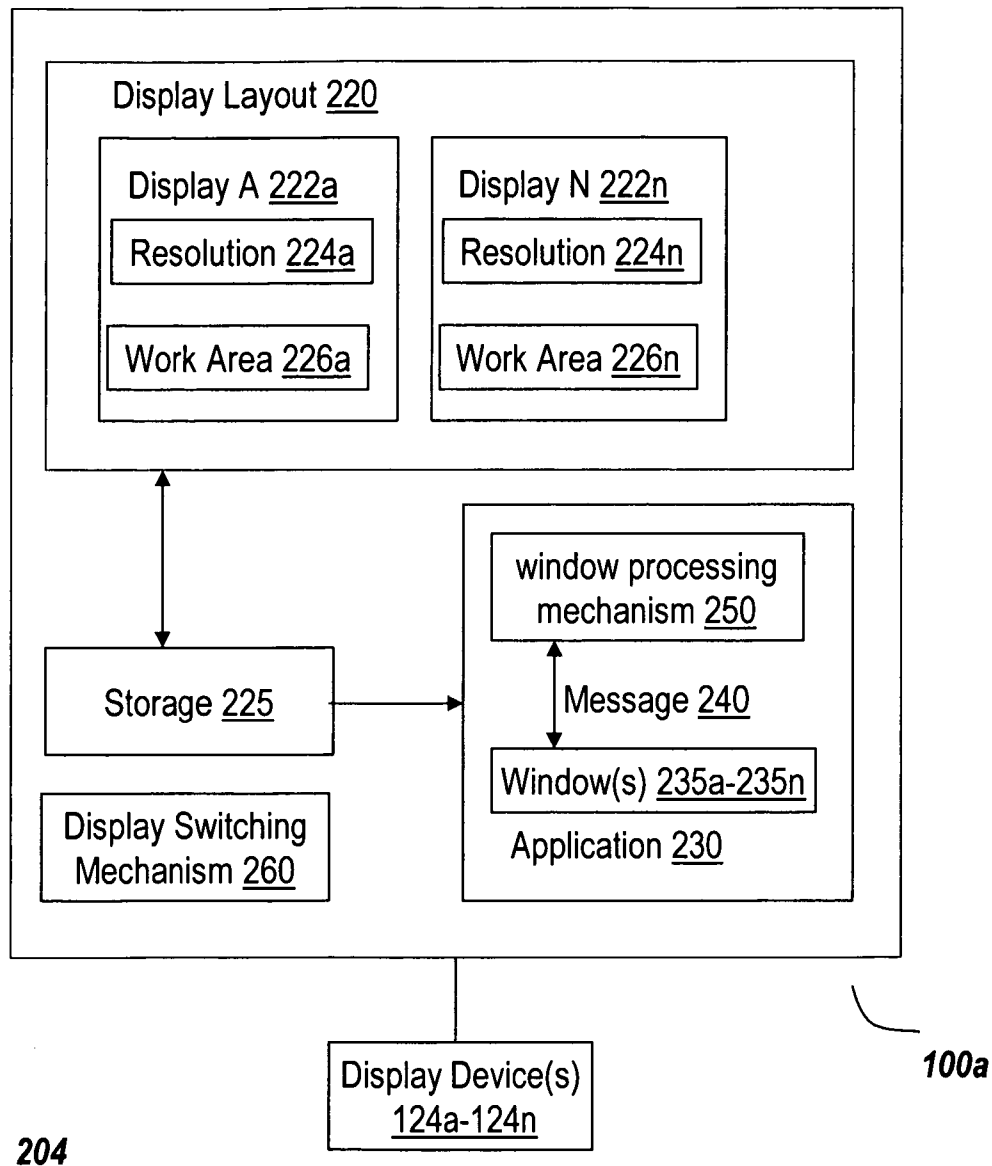 Display Layout 220
Display A 222a
Resolution 224a
Work Area 226a
Display N 222n
Resolution 224n
Work Area 226n
window processing
mechanism 250
Message 240
Window(s) 235a-235n
Application 230
Storage 225
Display Switching
Mechanism 260
Display Device(s)
124a-124n
100a
204